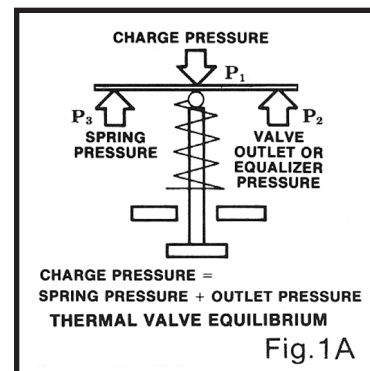 CHARGE PRESSURE
P1
P3
P2
SPRING
PRESSURE
VALVE
OUTLET OR
EQUALIZER
PRESSURE
CHARGE PRESSURE =
SPRING PRESSURE + OUTLET PRESSURE
THERMAL VALVE EQUILIBRIUM
Fig.1A